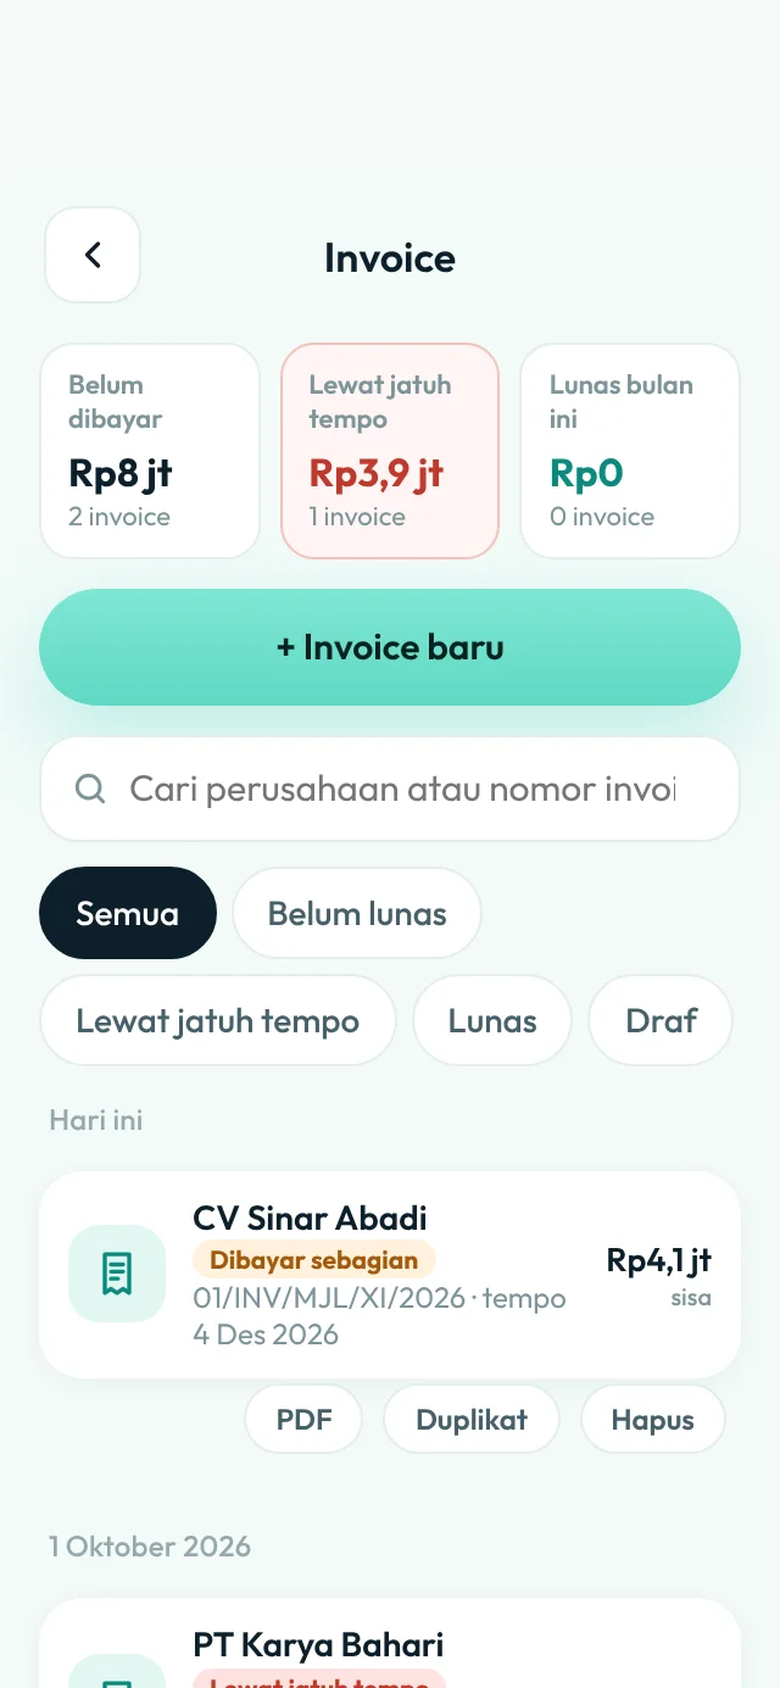 Invoice
Belum
dibayar
Rp8 jt
2 invoice
Lewat jatuh
tempo
Rp3,9 jt
1 invoice
Lunas bulan
ini
Rp0
0 invoice
+ Invoice baru
Cari perusahaan atau nomor invoi
Semua
Belum lunas
Lewat jatuh tempo
Lunas
Draf
Hari ini
CV Sinar Abadi
Dibayar sebagian
01/INV/MJL/XI/2026 · tempo
4 Des 2026
Rp4,1 jt
sisa
PDF
Duplikat
Hapus
1 Oktober 2026
PT Karya Bahari
Lewat jatuh tempo